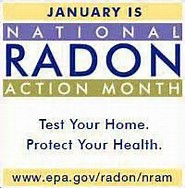 JANUARY IS
NATIONAL
RADON
ACTION MONTH
Test Your Home.
Protect Your Health.
www.epa.gov/radon/nram